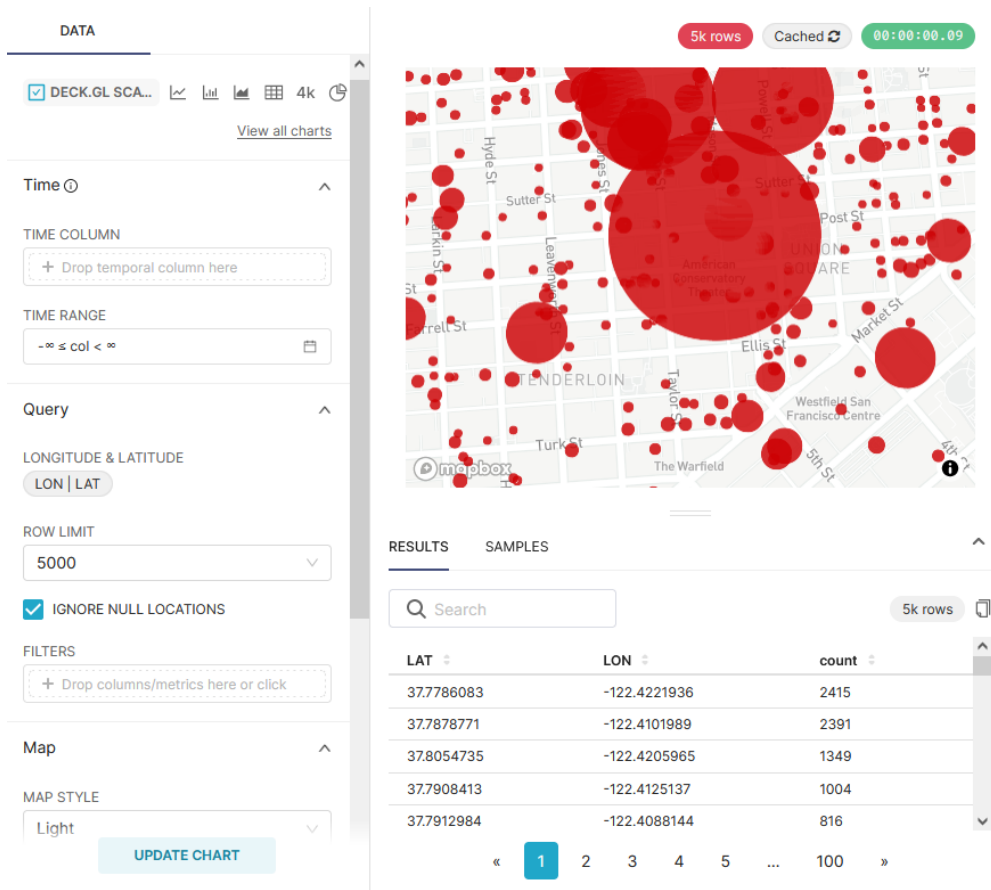 DATA
DECK.GL SCA...
4k
View all charts
Time
TIME COLUMN
+ Drop temporal column here
TIME RANGE
-∞ ≤ col < ∞
Query
LONGITUDE & LATITUDE
LON | LAT
ROW LIMIT
5000
IGNORE NULL LOCATIONS
FILTERS
+ Drop columns/metrics here or click
Map
MAP STYLE
Light
UPDATE CHART
5k rows
Cached
00:00:00.09
Hyde St
Powell St
Sutter St
Sutter St
Post St
Larkin St
Leavenworth St
UNION
SQUARE
American
Conservatory
Theater
Market St
Ellis St
TENDERLOIN
Taylor St
Westfield San
Francisco Centre
Turk St
The Warfield
5th St
4th St
mapbox
RESULTS
SAMPLES
Search
5k rows
LAT LON count
37.7786083 -122.4221936 2415
37.7878771 -122.4101989 2391
37.8054735 -122.4205965 1349
37.7908413 -122.4125137 1004
37.7912984 -122.4088144 816
« 1 2 3 4 5 ... 100 »